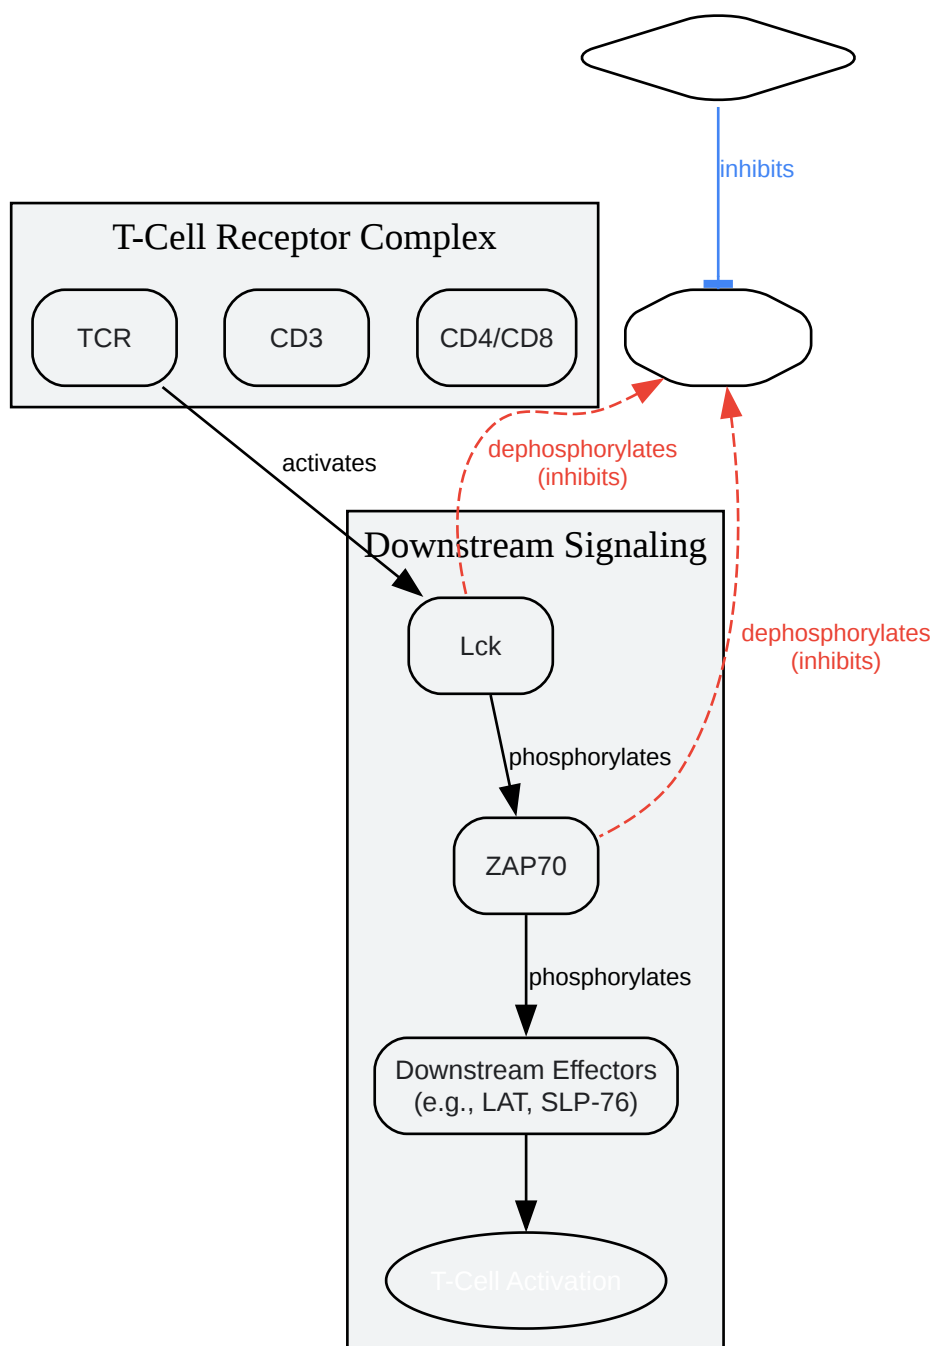 inhibits
T-Cell Receptor Complex
TCR
CD3
CD4/CD8
activates
dephosphorylates
(inhibits)
Downstream Signaling
Lck
dephosphorylates
(inhibits)
phosphorylates
ZAP70
phosphorylates
Downstream Effectors
(e.g., LAT, SLP-76)
T-Cell Activation